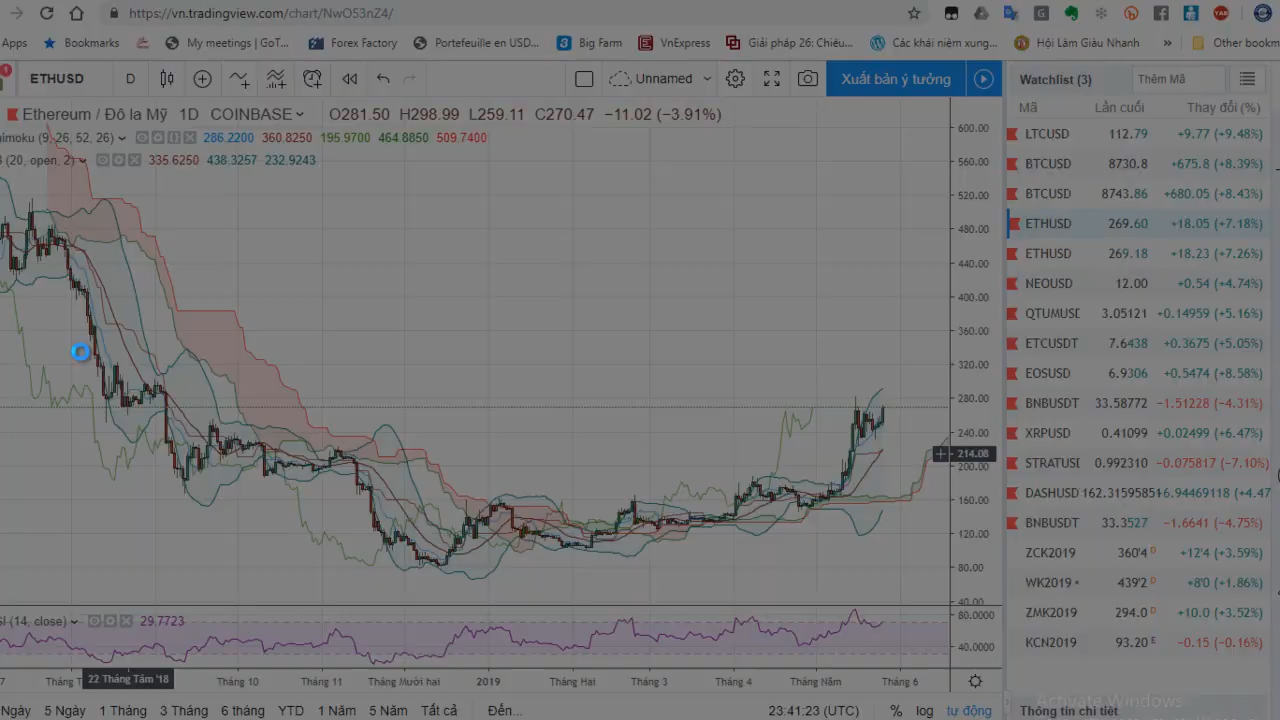 https://vn.tradingview.com/chart/NwO53nZ4/
YAB
Apps Bookmarks My meetings | GoT... Forex Factory Portefeuille en USD... Big Farm VnExpress Giải pháp 26: Chiêu... Các khái niệm xung... Hội Làm Giàu Nhanh » Other bookm
1 ETHUSD D Unnamed Xuất bản ý tưởng Watchlist (3) Thêm Mã
Mã Lần cuối Thay đổi (%)
Ethereum / Đô la Mỹ 1D COINBASE O281.50 H298.99 L259.11 C270.47 −11.02 (−3.91%)
himoku (9, 26, 52, 26) 286.2200 360.8250 195.9700 464.8850 509.7400
3 (20, open, 2) 335.6250 438.3257 232.9243
600.00
560.00
520.00
480.00
440.00
400.00
360.00
320.00
280.00
240.00
214.08
200.00
160.00
120.00
80.00
40.00
LTCUSD 112.79 +9.77 (+9.48%)
BTCUSD 8730.8 +675.8 (+8.39%)
BTCUSD 8743.86 +680.05 (+8.43%)
ETHUSD 269.60 +18.05 (+7.18%)
ETHUSD 269.18 +18.23 (+7.26%)
NEOUSD 12.00 +0.54 (+4.74%)
QTUMUSD 3.05121 +0.14959 (+5.16%)
ETCUSDT 7.6438 +0.3675 (+5.05%)
EOSUSD 6.9306 +0.5474 (+8.58%)
BNBUSDT 33.58772 −1.51228 (−4.31%)
XRPUSD 0.41099 +0.02499 (+6.47%)
STRATUSI 0.992310 −0.075817 (−7.10%)
DASHUSD 162.31595851 +6.94469118 (+4.47
BNBUSDT 33.3527 −1.6641 (−4.75%)
ZCK2019 360'4 D +12'4 (+3.59%)
WK2019 • 439'2 D +8'0 (+1.86%)
ZMK2019 294.0 D +10.0 (+3.52%)
KCN2019 93.20 E −0.15 (−0.16%)
SI (14, close) 29.7723
80.0000
40.0000
7 Tháng T 22 Tháng Tám '18 Tháng 10 Tháng 11 Tháng Mười hai 2019 Tháng Hai Tháng 3 Tháng 4 Tháng Năm Tháng 6
Ngày 5 Ngày 1 Tháng 3 Tháng 6 tháng YTD 1 Năm 5 Năm Tất cả Đến... 23:41:23 (UTC) % log tự động
Activate Windows
Thông tin chi tiết